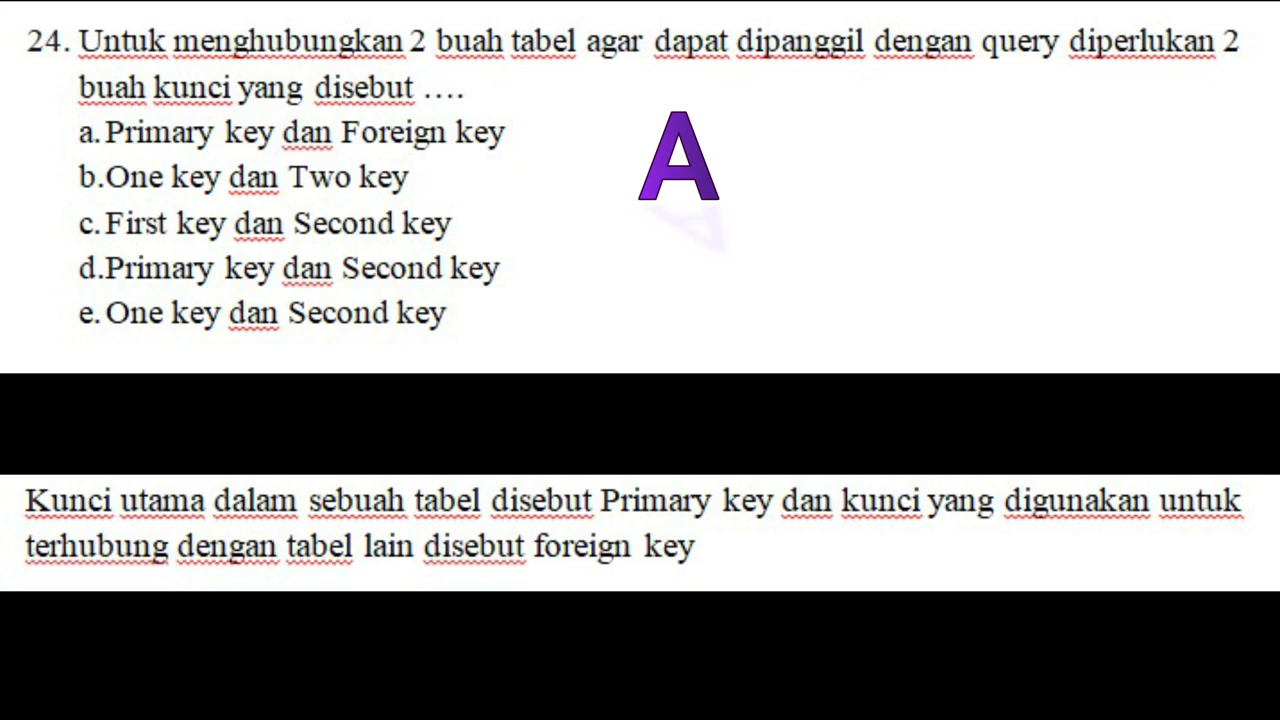 24. Untuk menghubungkan 2 buah tabel agar dapat dipanggil dengan query diperlukan 2
buah kunci yang disebut ….
a. Primary key dan Foreign key
b.One key dan Two key
c. First key dan Second key
d.Primary key dan Second key
e. One key dan Second key
A
Kunci utama dalam sebuah tabel disebut Primary key dan kunci yang digunakan untuk
terhubung dengan tabel lain disebut foreign key